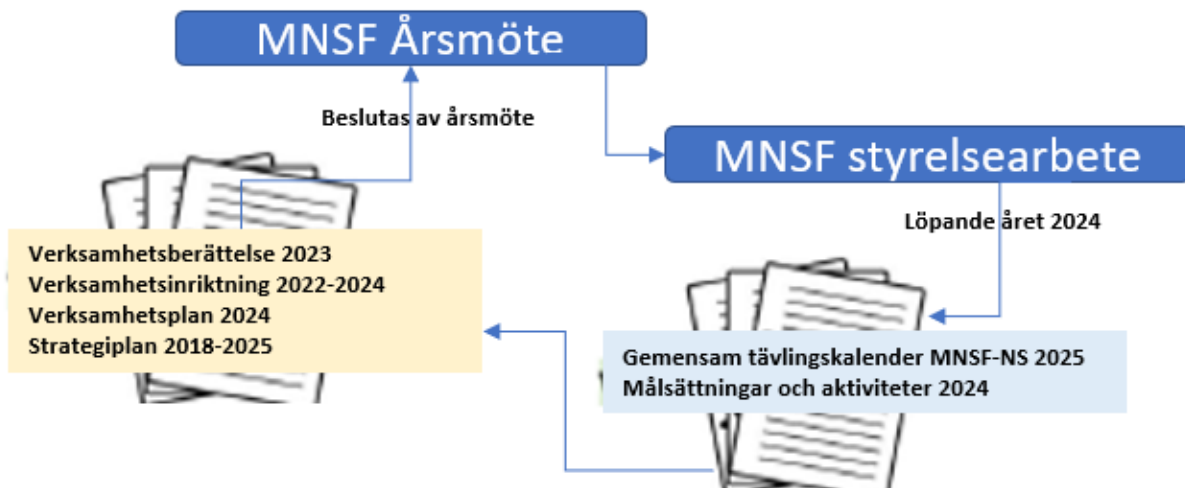 MNSF Årsmöte
Beslutas av årsmöte
MNSF styrelsearbete
Löpande året 2024
Verksamhetsberättelse 2023
Verksamhetsinriktning 2022-2024
Verksamhetsplan 2024
Strategiplan 2018-2025
Gemensam tävlingskalender MNSF-NS 2025
Målsättningar och aktiviteter 2024